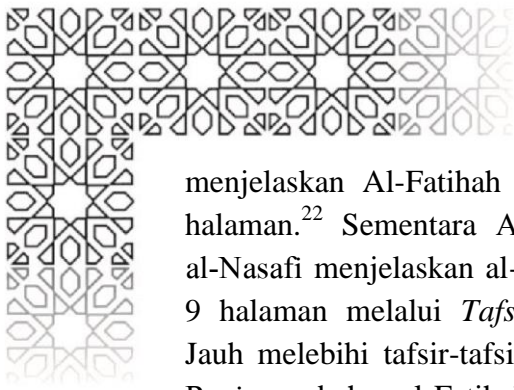 menjelaskan Al-Fatihah
halaman.22 Sementara A
al-Nasafi menjelaskan al-
9 halaman melalui Tafs
Jauh melebihi tafsir-tafsi